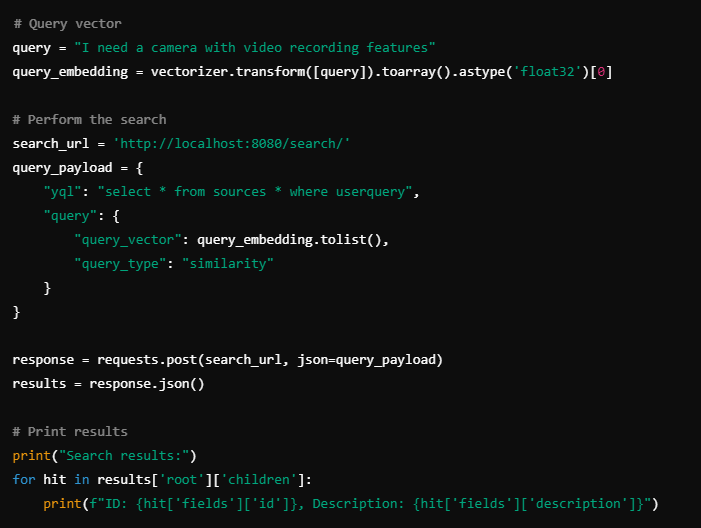 # Query vector
query = "I need a camera with video recording features"
query_embedding = vectorizer.transform([query]).toarray().astype('float32')[0]

# Perform the search
search_url = 'http://localhost:8080/search/'
query_payload = {
    "yql": "select * from sources * where userquery",
    "query": {
        "query_vector": query_embedding.tolist(),
        "query_type": "similarity"
    }
}

response = requests.post(search_url, json=query_payload)
results = response.json()

# Print results
print("Search results:")
for hit in results['root']['children']:
    print(f"ID: {hit['fields']['id']}, Description: {hit['fields']['description']}")